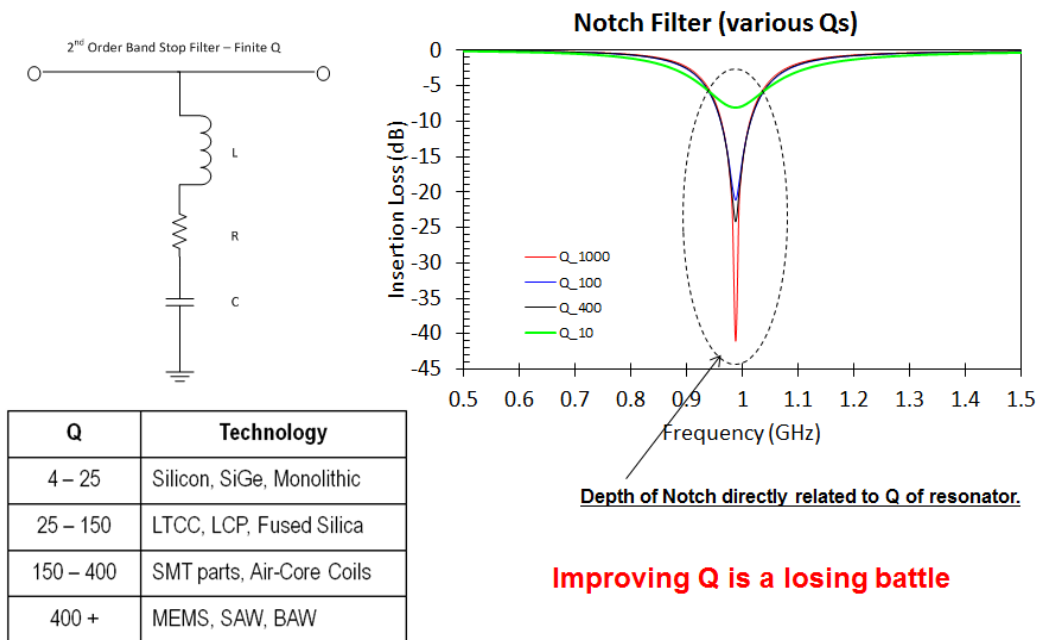 2nd Order Band Stop Filter – Finite Q
L
R
C
Notch Filter (various Qs)
Insertion Loss (dB)
0
-5
-10
-15
-20
-25
-30
-35
-40
-45
Q_1000
Q_100
Q_400
Q_10
0.5 0.6 0.7 0.8 0.9 1 1.1 1.2 1.3 1.4 1.5
Frequency (GHz)
Depth of Notch directly related to Q of resonator.
Improving Q is a losing battle
Q Technology
4 – 25 Silicon, SiGe, Monolithic
25 – 150 LTCC, LCP, Fused Silica
150 – 400 SMT parts, Air-Core Coils
400 + MEMS, SAW, BAW